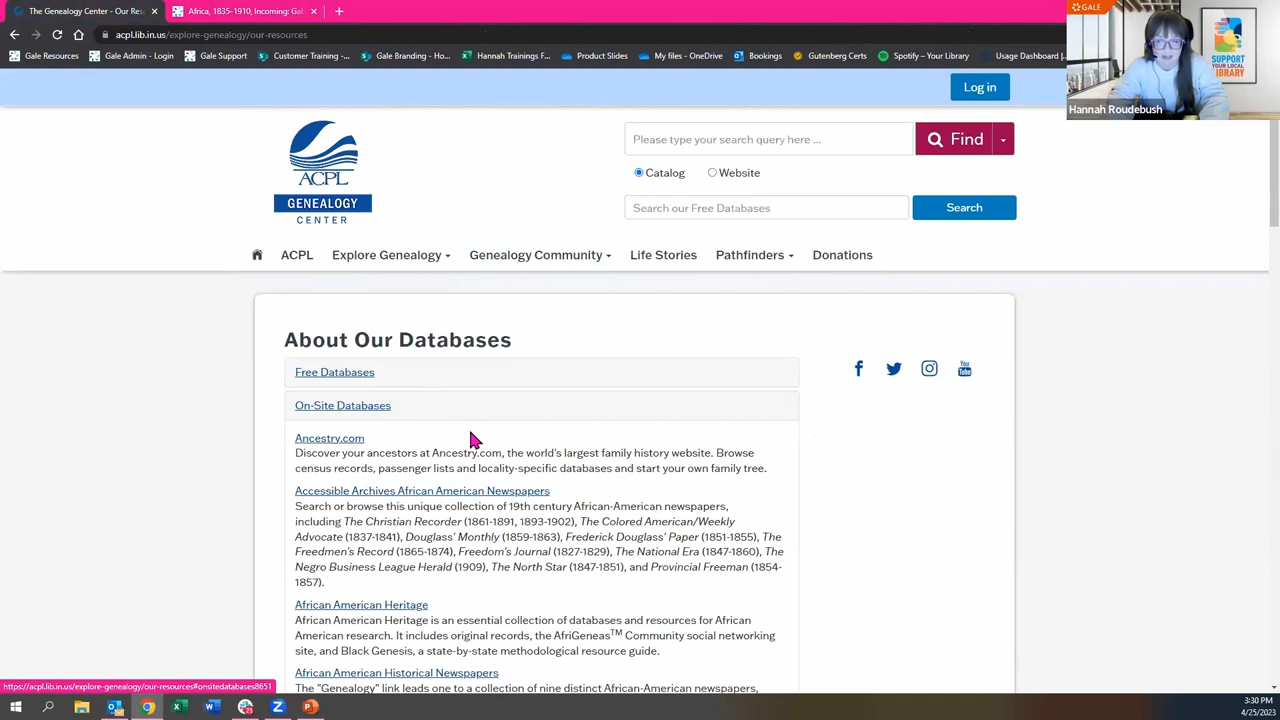 The Genealogy Center - Our Res
Africa, 1835-1910, Incoming: Gal
acpl.lib.in.us/explore-genealogy/our-resources
Gale Resources
Gale Admin - Login
Gale Support
Customer Training -...
Gale Branding - Ho...
Hannah Trainings F...
Product Slides
My files - OneDrive
Bookings
Gutenberg Certs
Spotify – Your Library
Usage Dashboard |
GALE
SUPPORT
YOUR LOCAL
LIBRARY
Hannah Roudebush
Log in
ACPL
GENEALOGY
CENTER
Please type your search query here ...
Find
Catalog
Website
Search our Free Databases
Search
ACPL
Explore Genealogy
Genealogy Community
Life Stories
Pathfinders
Donations
About Our Databases
Free Databases
On-Site Databases
Ancestry.com
Discover your ancestors at Ancestry.com, the world's largest family history website. Browse
census records, passenger lists and locality-specific databases and start your own family tree.
Accessible Archives African American Newspapers
Search or browse this unique collection of 19th century African-American newspapers,
including The Christian Recorder (1861-1891, 1893-1902), The Colored American/Weekly
Advocate (1837-1841), Douglass' Monthly (1859-1863), Frederick Douglass' Paper (1851-1855), The
Freedmen's Record (1865-1874), Freedom's Journal (1827-1829), The National Era (1847-1860), The
Negro Business League Herald (1909), The North Star (1847-1851), and Provincial Freeman (1854-
1857).
African American Heritage
African American Heritage is an essential collection of databases and resources for African
American research. It includes original records, the AfriGeneas™ Community social networking
site, and Black Genesis, a state-by-state methodological resource guide.
African American Historical Newspapers
The "Genealogy" link leads one to a collection of nine distinct African-American newspapers,
You
Tube
https://acpl.lib.in.us/explore-genealogy/our-resources#onsitedatabases8651
3:30 PM
4/25/2023